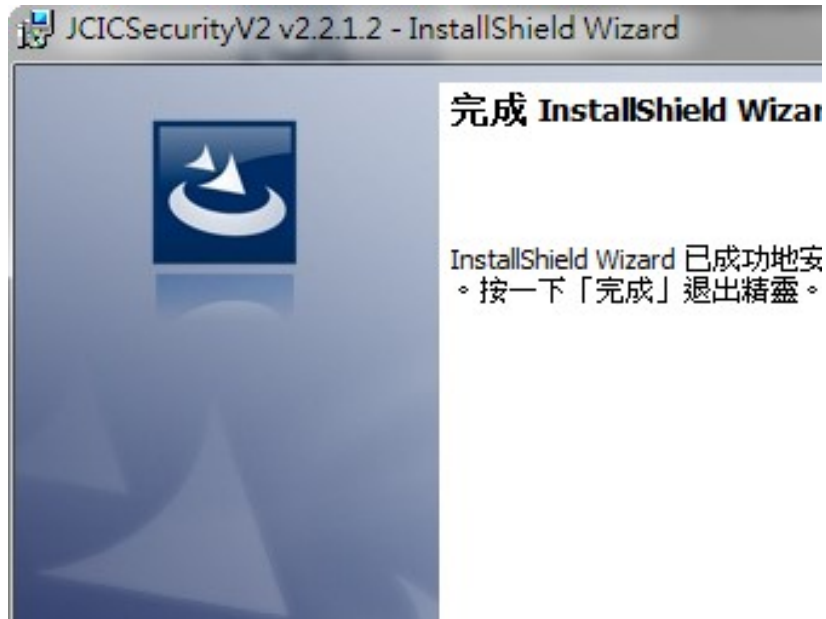 JCICSecurityV2 v2.2.1.2 - InstallShield Wizard
完成 InstallShield Wizar
InstallShield Wizard 已成功地安
。按一下「完成」退出精靈。